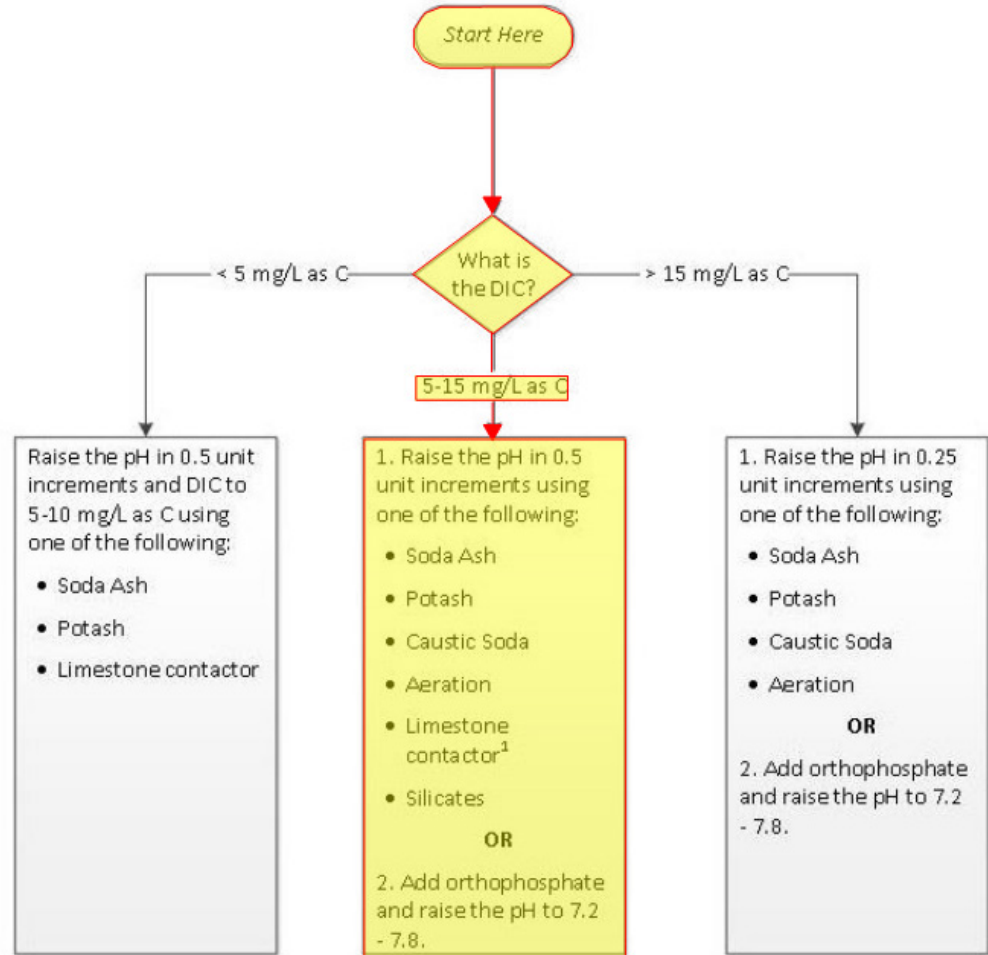 Start Here
What is
the DIC?
< 5 mg/L as C
> 15 mg/L as C
5-15 mg/L as C
Raise the pH in 0.5 unit
increments and DIC to
5-10 mg/L as C using
one of the following:
• Soda Ash
• Potash
• Limestone contactor
1. Raise the pH in 0.5
unit increments using
one of the following:
• Soda Ash
• Potash
• Caustic Soda
• Aeration
• Limestone
contactor¹
• Silicates
OR
2. Add orthophosphate
and raise the pH to 7.2
- 7.8.
1. Raise the pH in 0.25
unit increments using
one of the following:
• Soda Ash
• Potash
• Caustic Soda
• Aeration
OR
2. Add orthophosphate
and raise the pH to 7.2
- 7.8.